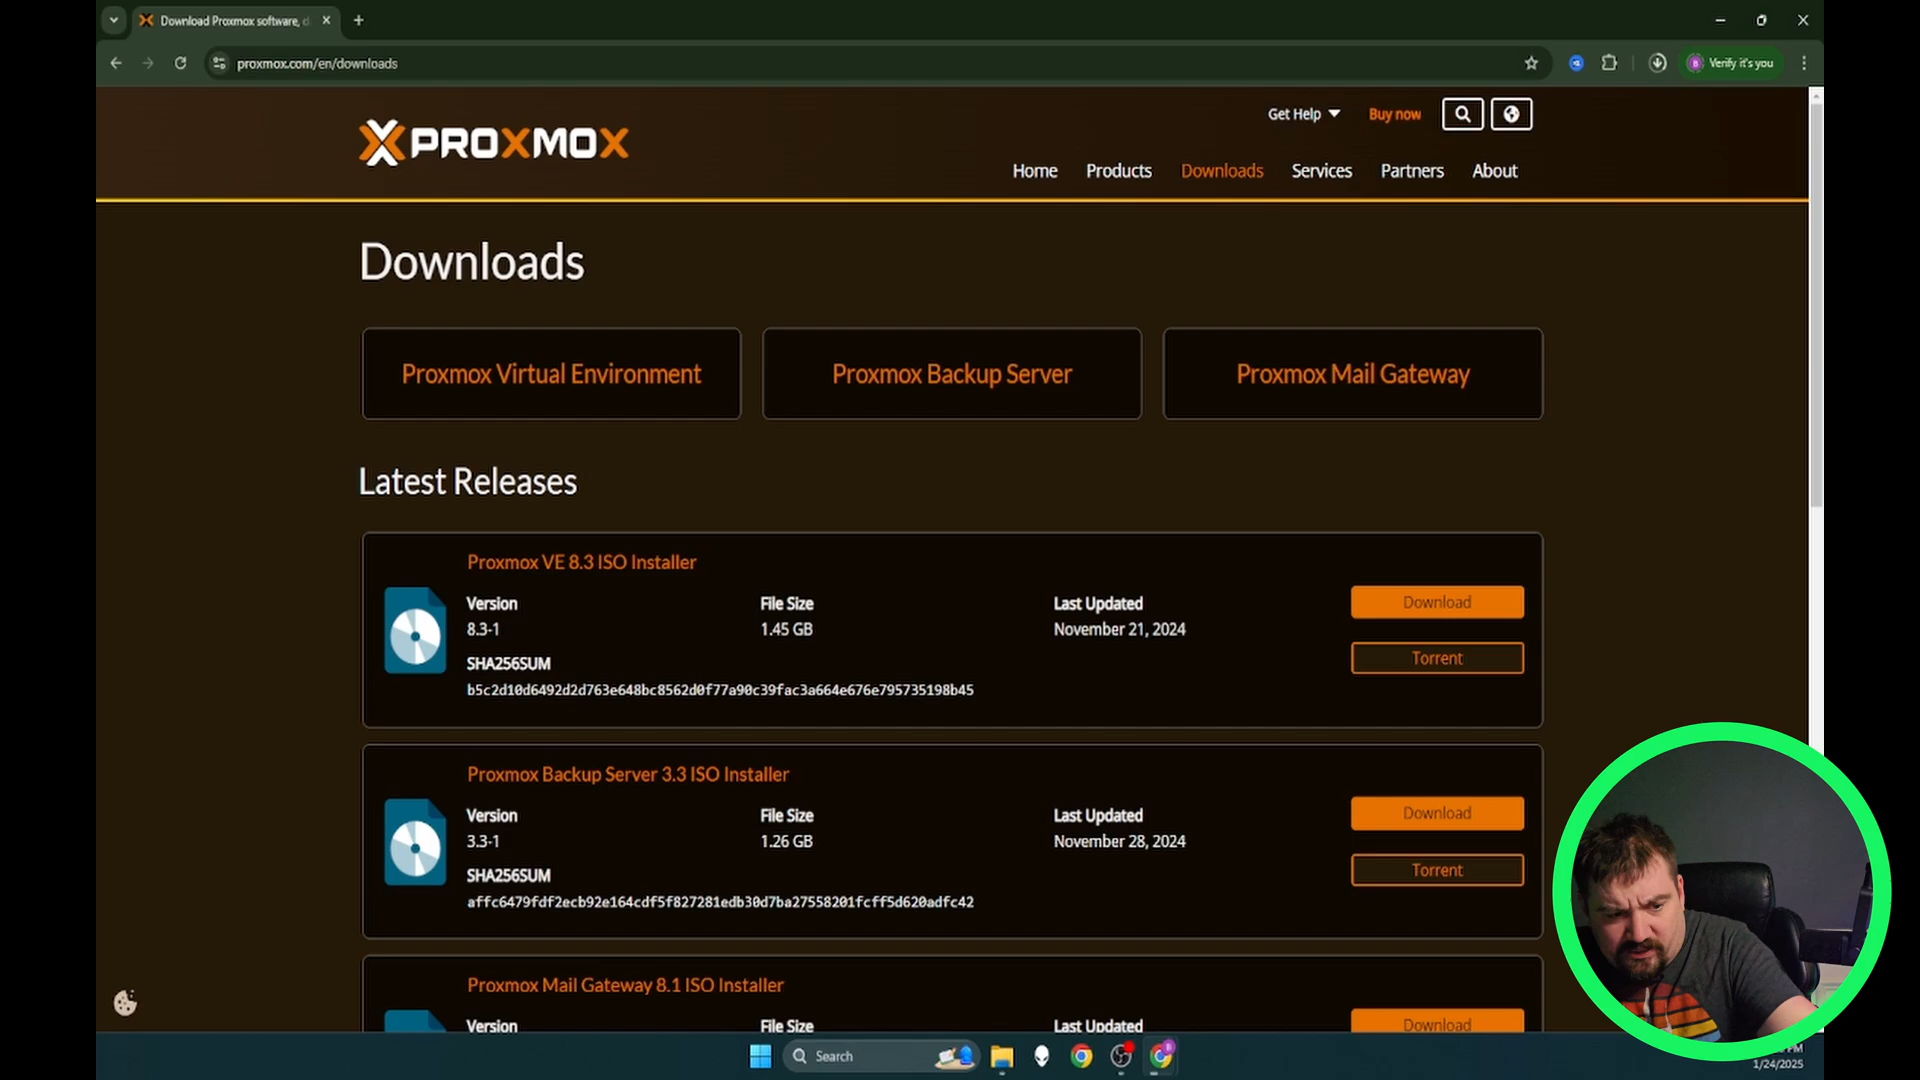 Download Proxmox software, d
proxmox.com/en/downloads
Verify it's you
PROXMOX
Get Help
Buy now
Home
Products
Downloads
Services
Partners
About
Downloads
Proxmox Virtual Environment
Proxmox Backup Server
Proxmox Mail Gateway
Latest Releases
Proxmox VE 8.3 ISO Installer
Version
File Size
Last Updated
Download
8.3-1
1.45 GB
November 21, 2024
Torrent
SHA256SUM
b5c2d10d6492d2d763e648bc8562d0f77a90c39fac3a664e676e795735198b45
Proxmox Backup Server 3.3 ISO Installer
Version
File Size
Last Updated
Download
3.3-1
1.26 GB
November 28, 2024
Torrent
SHA256SUM
affc6479fdf2ecb92e164cdf5f827281edb30d7ba27558201fcff5d620adfc42
Proxmox Mail Gateway 8.1 ISO Installer
Version
File Size
Last Updated
Download
Search
PM
1/24/2025